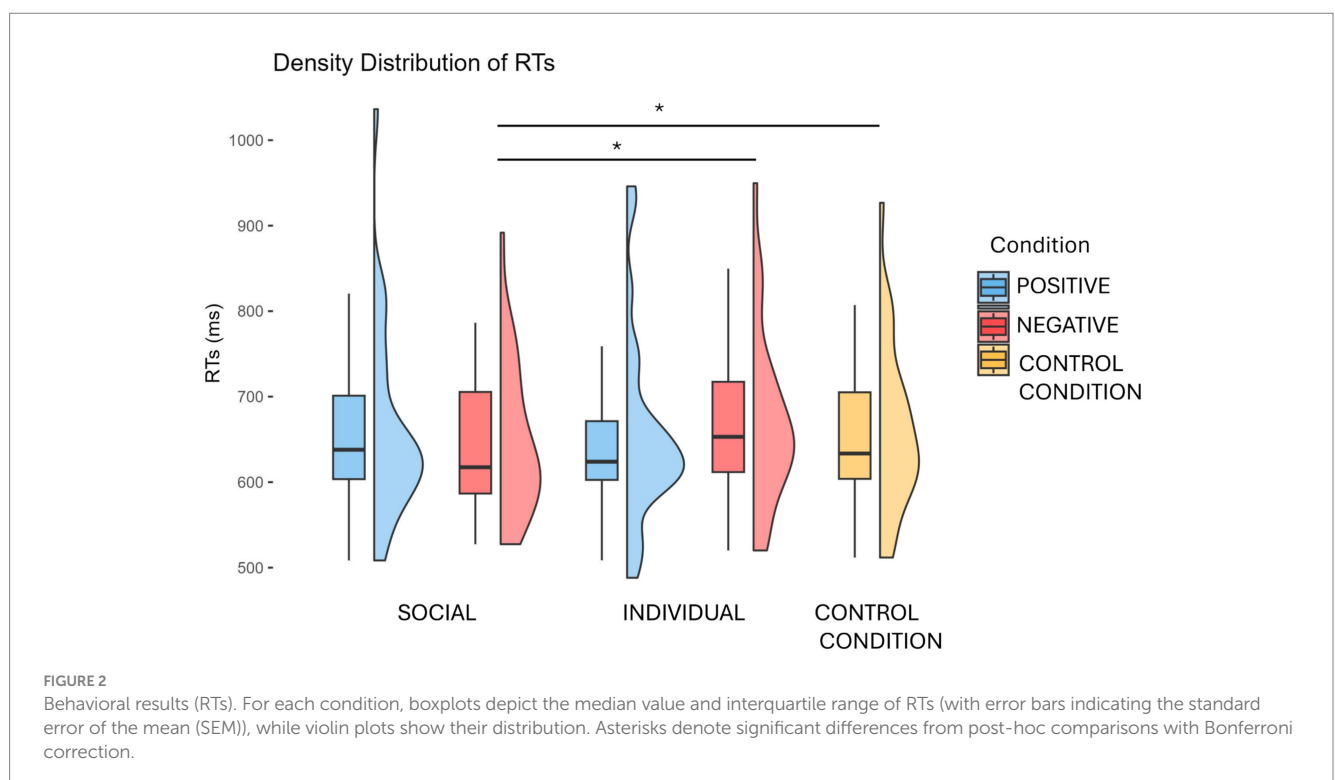 Density Distribution of RTs
RTs (ms)
1000
900
800
700
600
500
*
*
Condition
POSITIVE
NEGATIVE
CONTROL
CONDITION
SOCIAL
INDIVIDUAL
CONTROL
CONDITION
FIGURE 2
Behavioral results (RTs). For each condition, boxplots depict the median value and interquartile range of RTs (with error bars indicating the standard
error of the mean (SEM)), while violin plots show their distribution. Asterisks denote significant differences from post-hoc comparisons with Bonferroni
correction.